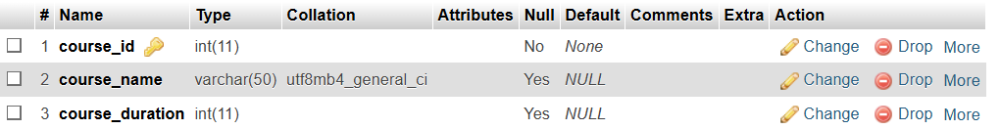 # Name Type Collation Attributes Null Default Comments Extra Action
1 course_id int(11) No None Change Drop More
2 course_name varchar(50) utf8mb4_general_ci Yes NULL Change Drop More
3 course_duration int(11) Yes NULL Change Drop More